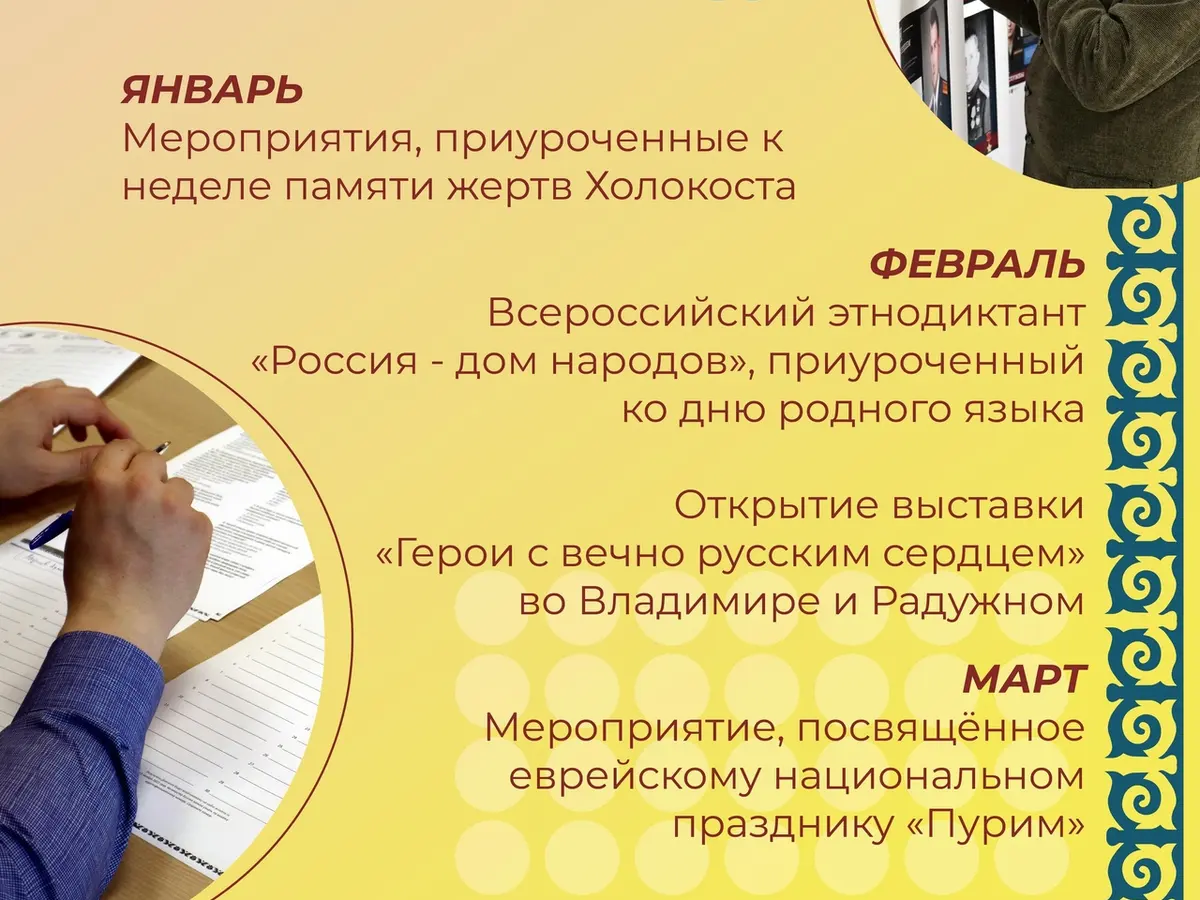 ЯНВАРЬ
Мероприятия, приуроченные к
неделе памяти жертв Холокоста
ФЕВРАЛЬ
Всероссийский этнодиктант
«Россия - дом народов», приуроченный
ко дню родного языка
Открытие выставки
«Герои с вечно русским сердцем»
во Владимире и Радужном
МАРТ
Мероприятие, посвящённое
еврейскому национальном
празднику «Пурим»